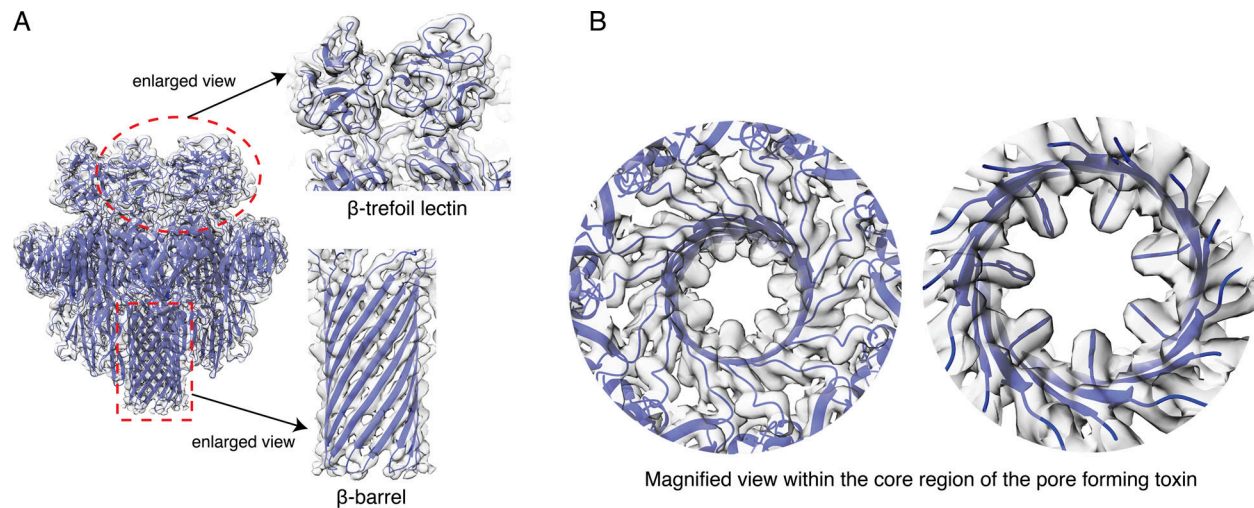 A
B
enlarged view
β-trefoil lectin
enlarged view
β-barrel
Magnified view within the core region of the pore forming toxin